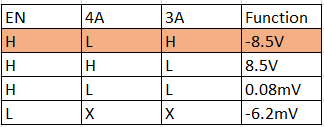 EN 4A 3A Function
H L H -8.5V
H H L 8.5V
H L L 0.08mV
L X X -6.2mV